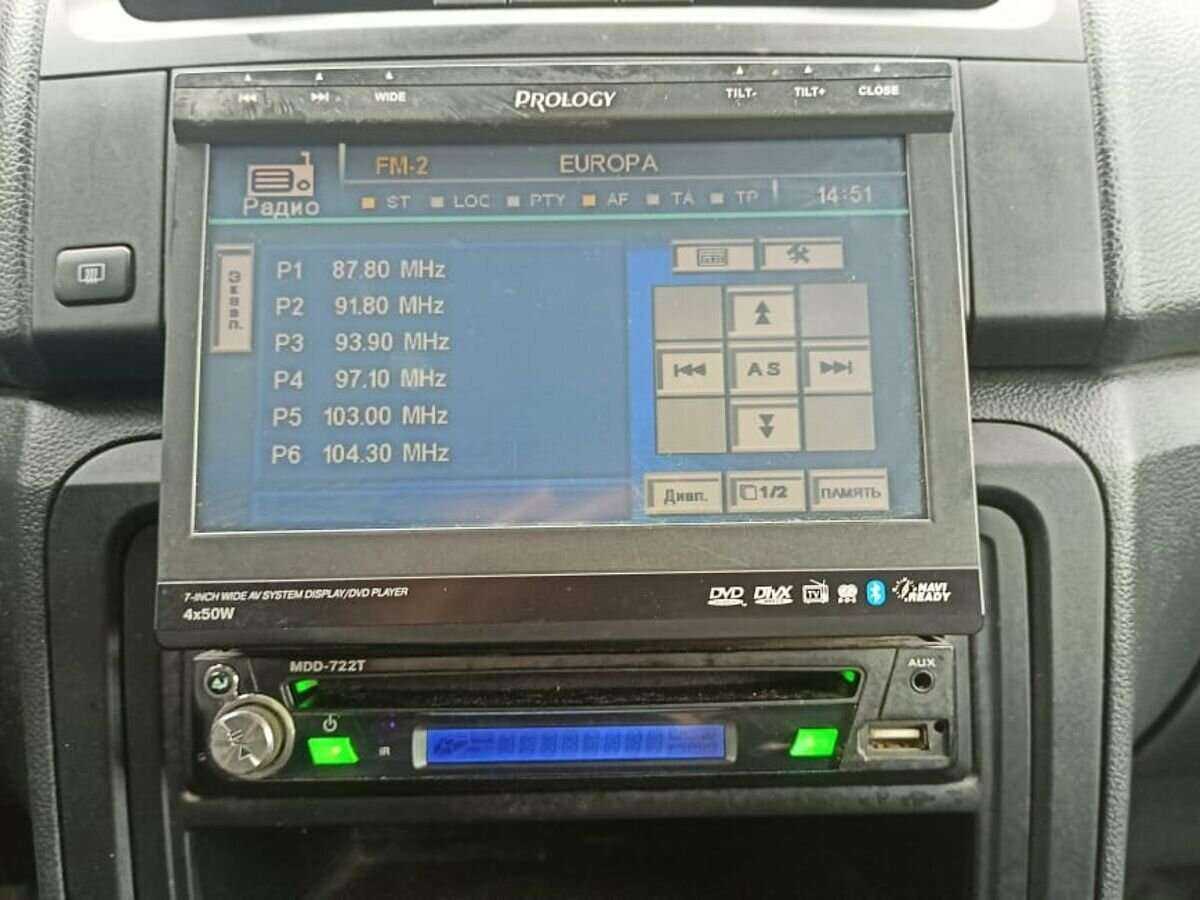 WIDE PROLOGY TILT- TILT+ CLOSE
FM-2 EUROPA
Радио ST LOC PTY AF TA TP 14:51
Эквал.
P1 87.80 MHz
P2 91.80 MHz
P3 93.90 MHz
P4 97.10 MHz
P5 103.00 MHz
P6 104.30 MHz
AS
Диап. 1/2 ПАМЯТЬ
7-INCH WIDE AV SYSTEM DISPLAY/DVD PLAYER
4x50W
DVD DIVX TV NAVI READY
MDD-722T
AUX
IR